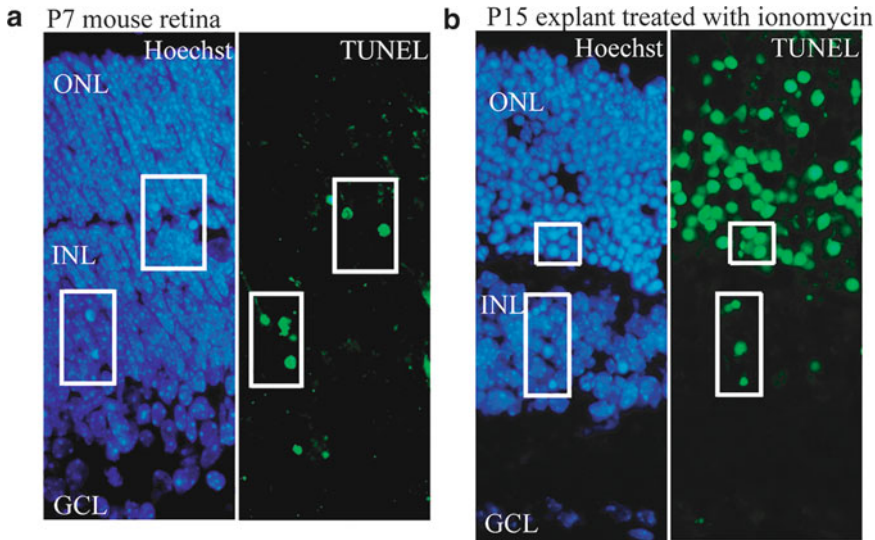 a P7 mouse retina
Hoechst
TUNEL
ONL
INL
GCL
b P15 explant treated with ionomycin
Hoechst
TUNEL
ONL
INL
GCL